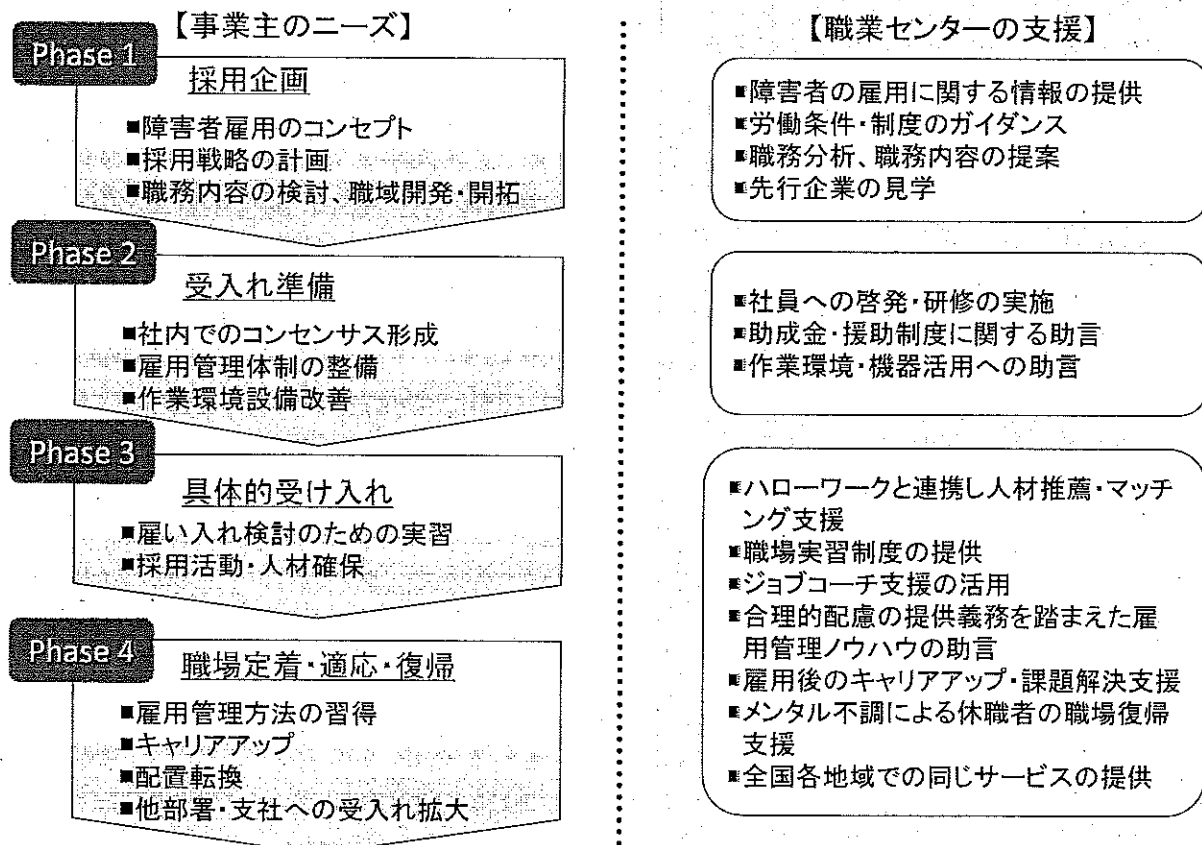 【事業主のニーズ】
Phase 1
採用企画
■障害者雇用のコンセプト
■採用戦略の計画
■職務内容の検討、職域開発・開拓
Phase 2
受入れ準備
■社内でのコンセンサス形成
■雇用管理体制の整備
■作業環境設備改善
Phase 3
具体的受け入れ
■雇い入れ検討のための実習
■採用活動・人材確保
Phase 4
職場定着・適応・復帰
■雇用管理方法の習得
■キャリアアップ
■配置転換
■他部署・支社への受入れ拡大
【職業センターの支援】
■障害者の雇用に関する情報の提供
■労働条件・制度のガイダンス
■職務分析、職務内容の提案
■先行企業の見学
■社員への啓発・研修の実施
■助成金・援助制度に関する助言
■作業環境・機器活用への助言
■ハローワークと連携し人材推薦・マッチ
ング支援
■職場実習制度の提供
■ジョブコーチ支援の活用
■合理的配慮の提供義務を踏まえた雇
用管理ノウハウの助言
■雇用後のキャリアアップ・課題解決支援
■メンタル不調による休職者の職場復帰
支援
■全国各地域での同じサービスの提供